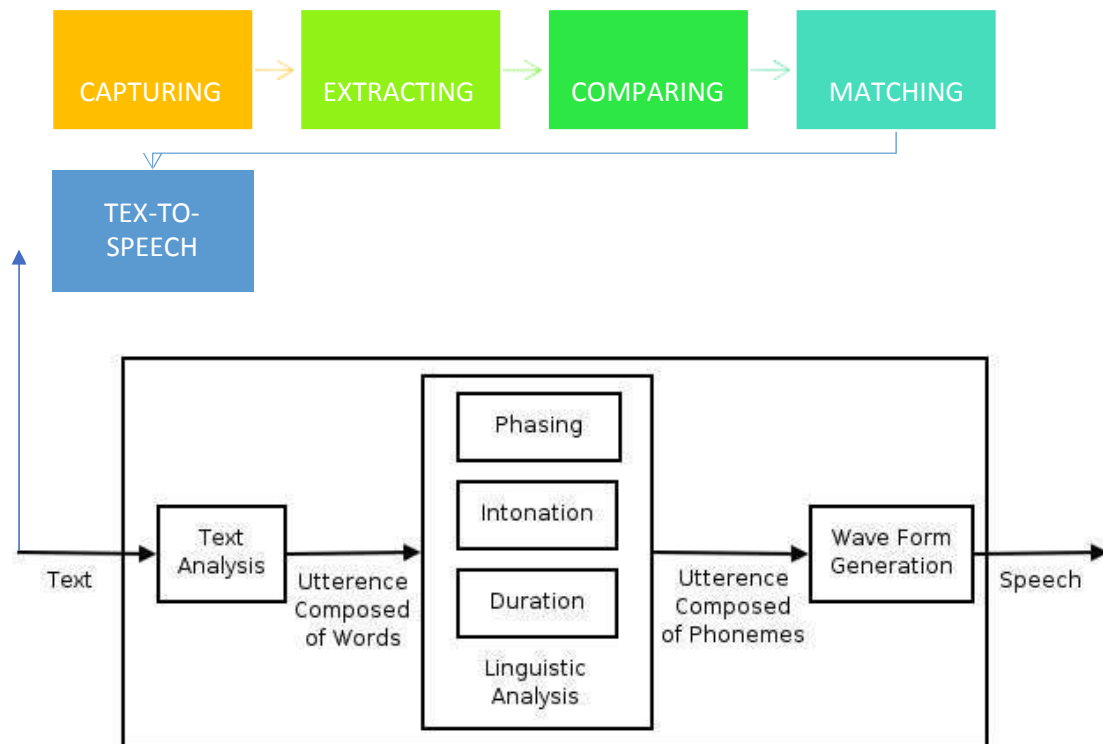 CAPTURING
EXTRACTING
COMPARING
MATCHING
TEX-TO-
SPEECH
Text
Text
Analysis
Utterence
Composed
of Words
Phasing
Intonation
Duration
Linguistic
Analysis
Utterence
Composed
of Phonemes
Wave Form
Generation
Speech